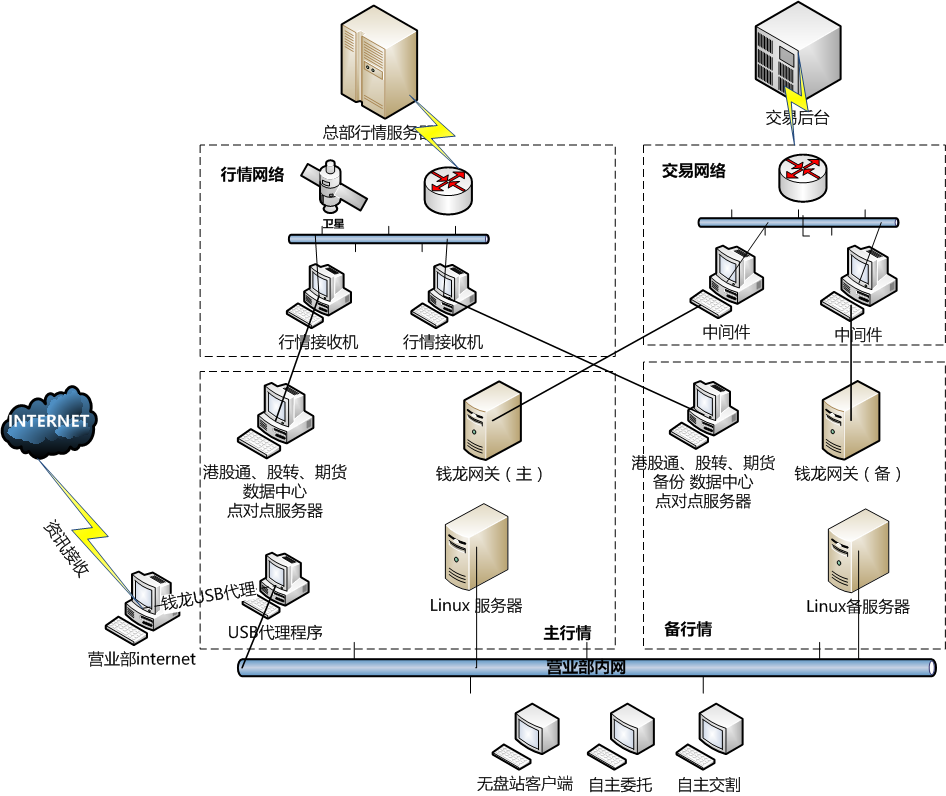 总部行情服务
交易后台
行情网络
卫星
交易网络
行情接收机
行情接收机
中间件
中间件
INTERNET
港股通、股转、期货
数据中心
点对点服务器
钱龙网关（主）
港股通、股转、期货
备份 数据中心
点对点服务器
钱龙网关（备）
资讯接收
钱龙USB代理
Linux 服务器
Linux备服务器
USB代理程序
主行情
备行情
营业部internet
营业部内网
无盘站客户端
自主委托
自主交割